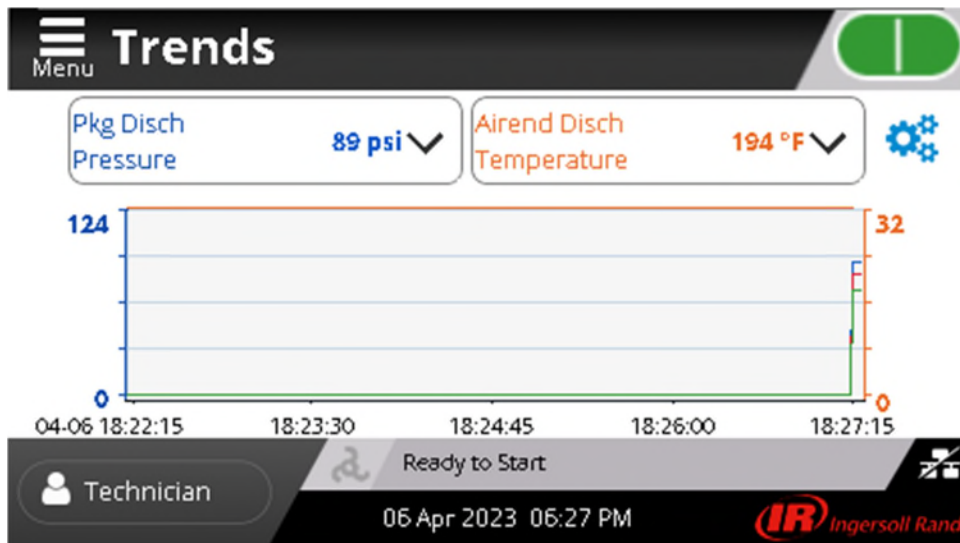 Menu
Trends
Pkg Disch
Pressure
89 psi
Airend Disch
Temperature
194 °F
124
32
0
0
04-06 18:22:15
18:23:30
18:24:45
18:26:00
18:27:15
Technician
Ready to Start
06 Apr 2023 06:27 PM
IR Ingersoll Rand